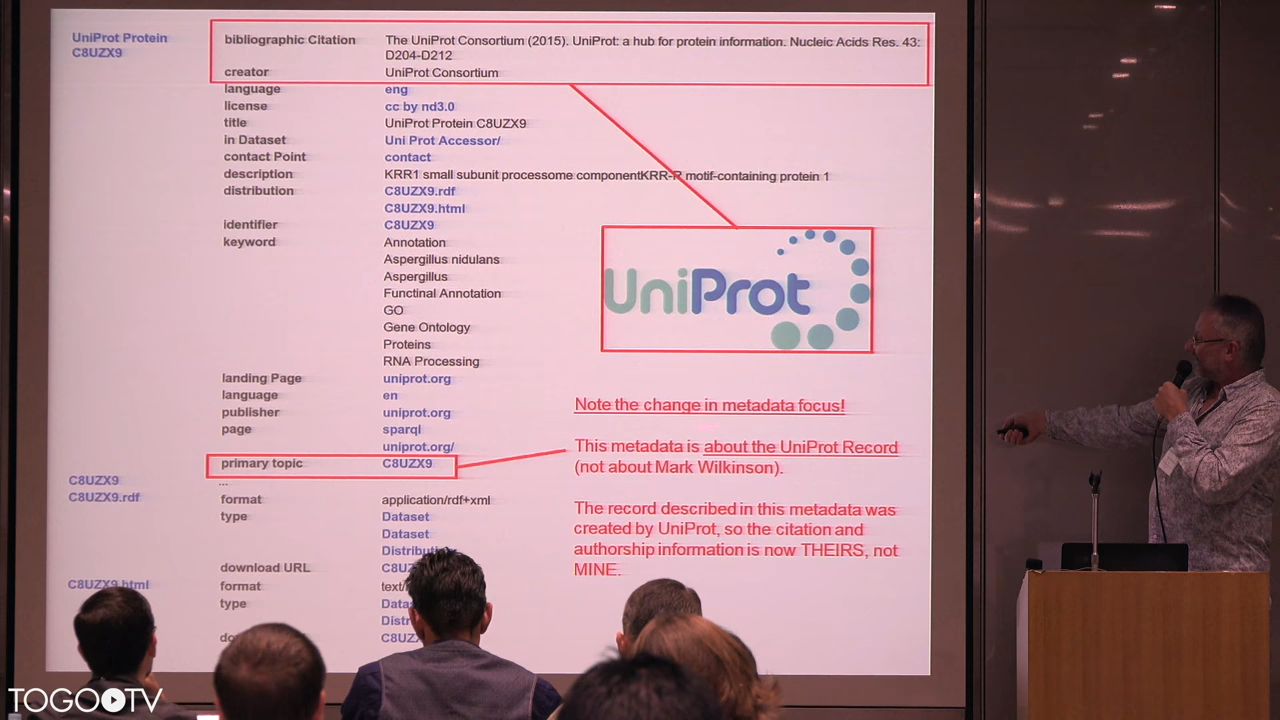 UniProt Protein
C8UZX9
bibliographic Citation The UniProt Consortium (2015). UniProt: a hub for protein information. Nucleic Acids Res. 43:
D204-D212
creator UniProt Consortium
language eng
license cc by nd3.0
title UniProt Protein C8UZX9
in Dataset Uni Prot Accessor/
contact Point contact
description KRR1 small subunit processome componentKRR-R motif-containing protein 1
distribution C8UZX9.rdf
C8UZX9.html
identifier C8UZX9
keyword Annotation
Aspergillus nidulans
Aspergillus
Functinal Annotation
GO
Gene Ontology
Proteins
RNA Processing
UniProt
landing Page uniprot.org
language en
publisher uniprot.org
page sparql
uniprot.org/
primary topic C8UZX9
Note the change in metadata focus!
This metadata is about the UniProt Record
(not about Mark Wilkinson).
The record described in this metadata was
created by UniProt, so the citation and
authorship information is now THEIRS, not
MINE.
C8UZX9 ...
C8UZX9.rdf format application/rdf+xml
type Dataset
Dataset
download URL
C8UZX9.html format
type
TOGOTV